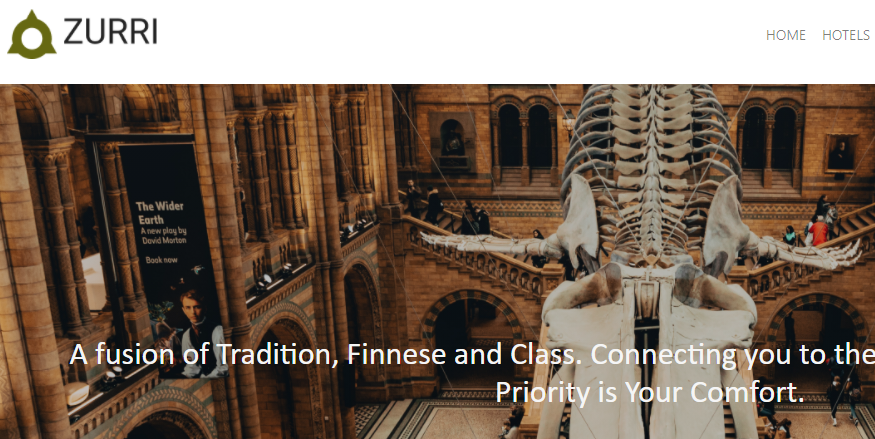 ZURRI
HOME HOTELS
The Wider
Earth
A new play by
David Morton
Book now
A fusion of Tradition, Finnese and Class. Connecting you to the
Priority is Your Comfort.